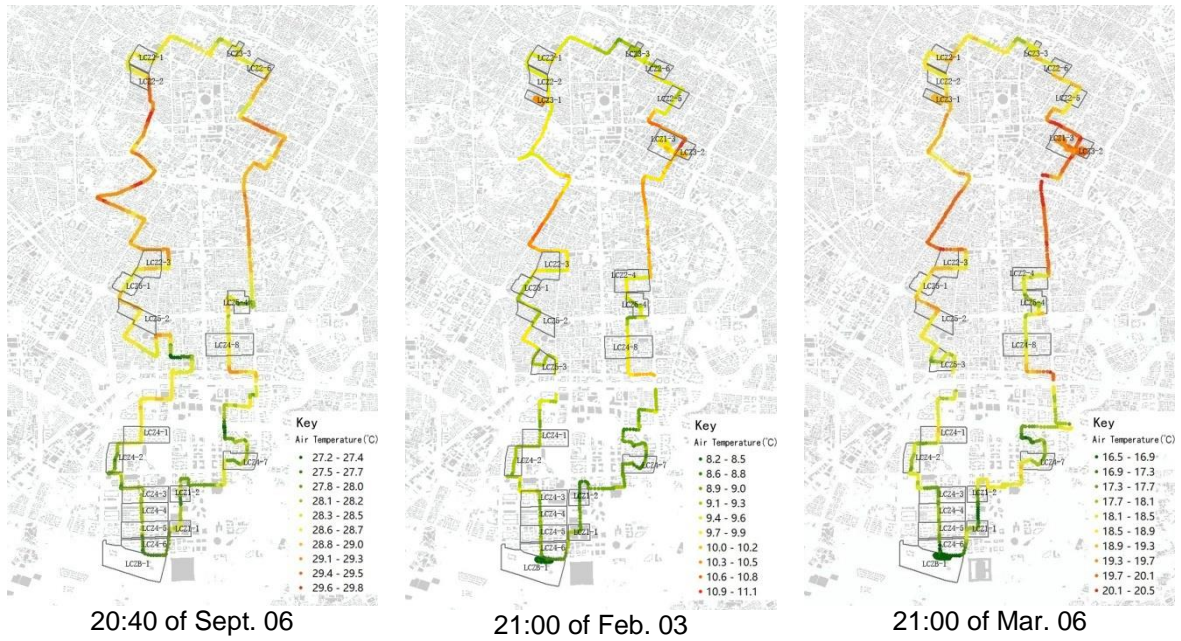 LCZ2-1
LCZ3-3
LCZ2-6
LCZ2-2
LCZ2-3
LCZ5-1
LCZ5-4
LCZ5-2
LCZ4-8
LCZ4-1
LCZ4-2
LCZ4-7
LCZ4-3
LCZ1-2
LCZ4-4
LCZ4-5
LCZ1-1
LCZ4-6
LCZB-1
Key
Air Temperature(℃)
27.2 - 27.4
27.5 - 27.7
27.8 - 28.0
28.1 - 28.2
28.3 - 28.5
28.6 - 28.7
28.8 - 29.0
29.1 - 29.3
29.4 - 29.5
29.6 - 29.8
20:40 of Sept. 06
LCZ2-1
LCZ3-3
LCZ2-6
LCZ2-2
LCZ2-5
LCZ3-1
LCZ1-3
LCZ3-2
LCZ2-3
LCZ2-4
LCZ5-1
LCZ5-4
LCZ5-2
LCZ4-8
LCZ5-3
LCZ4-1
LCZ4-2
LCZ4-7
LCZ4-3
LCZ1-2
LCZ4-4
LCZ4-5
LCZ1-1
LCZ4-6
LCZB-1
Key
Air Temperature(℃)
8.2 - 8.5
8.6 - 8.8
8.9 - 9.0
9.1 - 9.3
9.4 - 9.6
9.7 - 9.9
10.0 - 10.2
10.3 - 10.5
10.6 - 10.8
10.9 - 11.1
21:00 of Feb. 03
LCZ2-1
LCZ3-3
LCZ2-6
LCZ2-2
LCZ2-5
LCZ3-1
LCZ1-3
LCZ3-2
LCZ2-3
LCZ2-4
LCZ5-1
LCZ5-4
LCZ5-2
LCZ4-8
LCZ5-3
LCZ4-1
LCZ4-2
LCZ4-7
LCZ4-3
LCZ1-2
LCZ4-4
LCZ4-5
LCZ1-1
LCZ4-6
LCZB-1
Key
Air Temperature(℃)
16.5 - 16.9
16.9 - 17.3
17.3 - 17.7
17.7 - 18.1
18.1 - 18.5
18.5 - 18.9
18.9 - 19.3
19.3 - 19.7
19.7 - 20.1
20.1 - 20.5
21:00 of Mar. 06